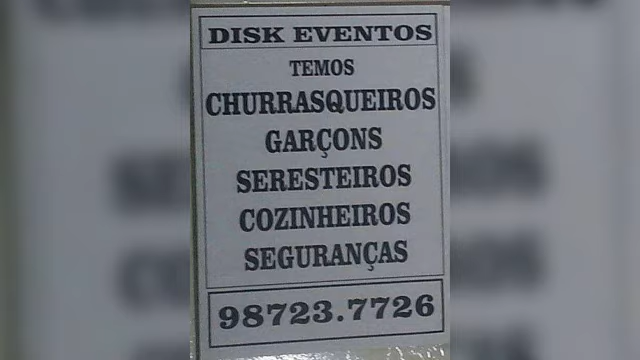 DISK EVENTOS
TEMOS
CHURRASQUEIROS
GARÇONS
SERESTEIROS
COZINHEIROS
SEGURANÇAS
98723.7726